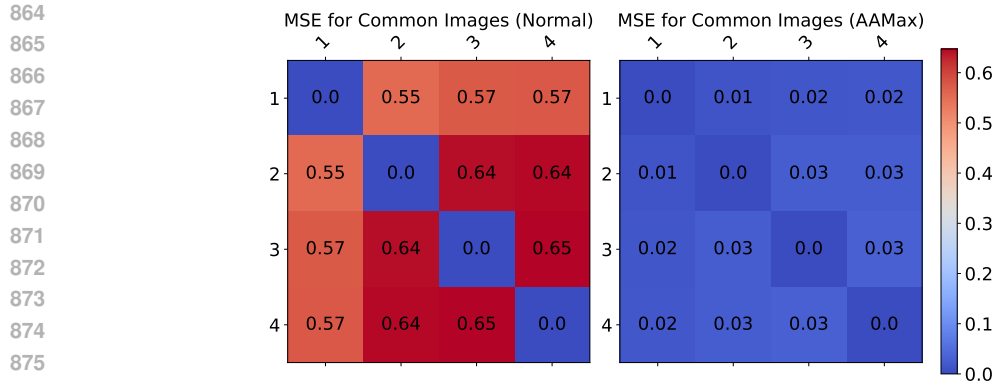 864
865
866
867
868
869
870
871
872
873
874
875
MSE for Common Images (Normal)
1 2 3 4
1 0.0 0.55 0.57 0.57
2 0.55 0.0 0.64 0.64
3 0.57 0.64 0.0 0.65
4 0.57 0.64 0.65 0.0
MSE for Common Images (AAMax)
1 2 3 4
1 0.0 0.01 0.02 0.02
2 0.01 0.0 0.03 0.03
3 0.02 0.03 0.0 0.03
4 0.02 0.03 0.03 0.0
0.6
0.5
0.4
0.3
0.2
0.1
0.0